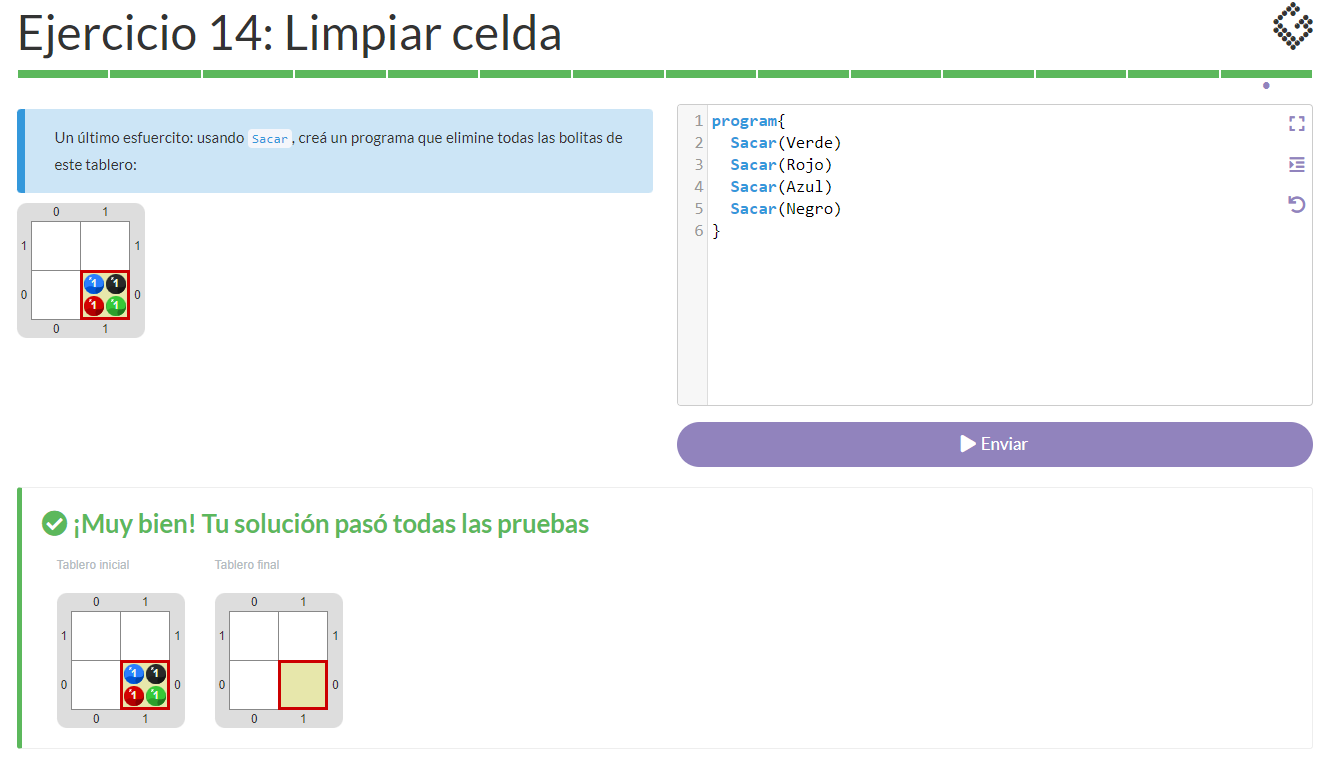 Ejercicio 14: Limpiar celda
Un último esfuercito: usando Sacar, creá un programa que elimine todas las bolitas de
este tablero:
0 1
1 1
1 1
1 1
0 0
0 1
1 program{
2 Sacar(Verde)
3 Sacar(Rojo)
4 Sacar(Azul)
5 Sacar(Negro)
6 }
Enviar
¡Muy bien! Tu solución pasó todas las pruebas
Tablero inicial
0 1
1 1
1 1
1 1
0 0
0 1
Tablero final
0 1
1 1
0 0
0 1